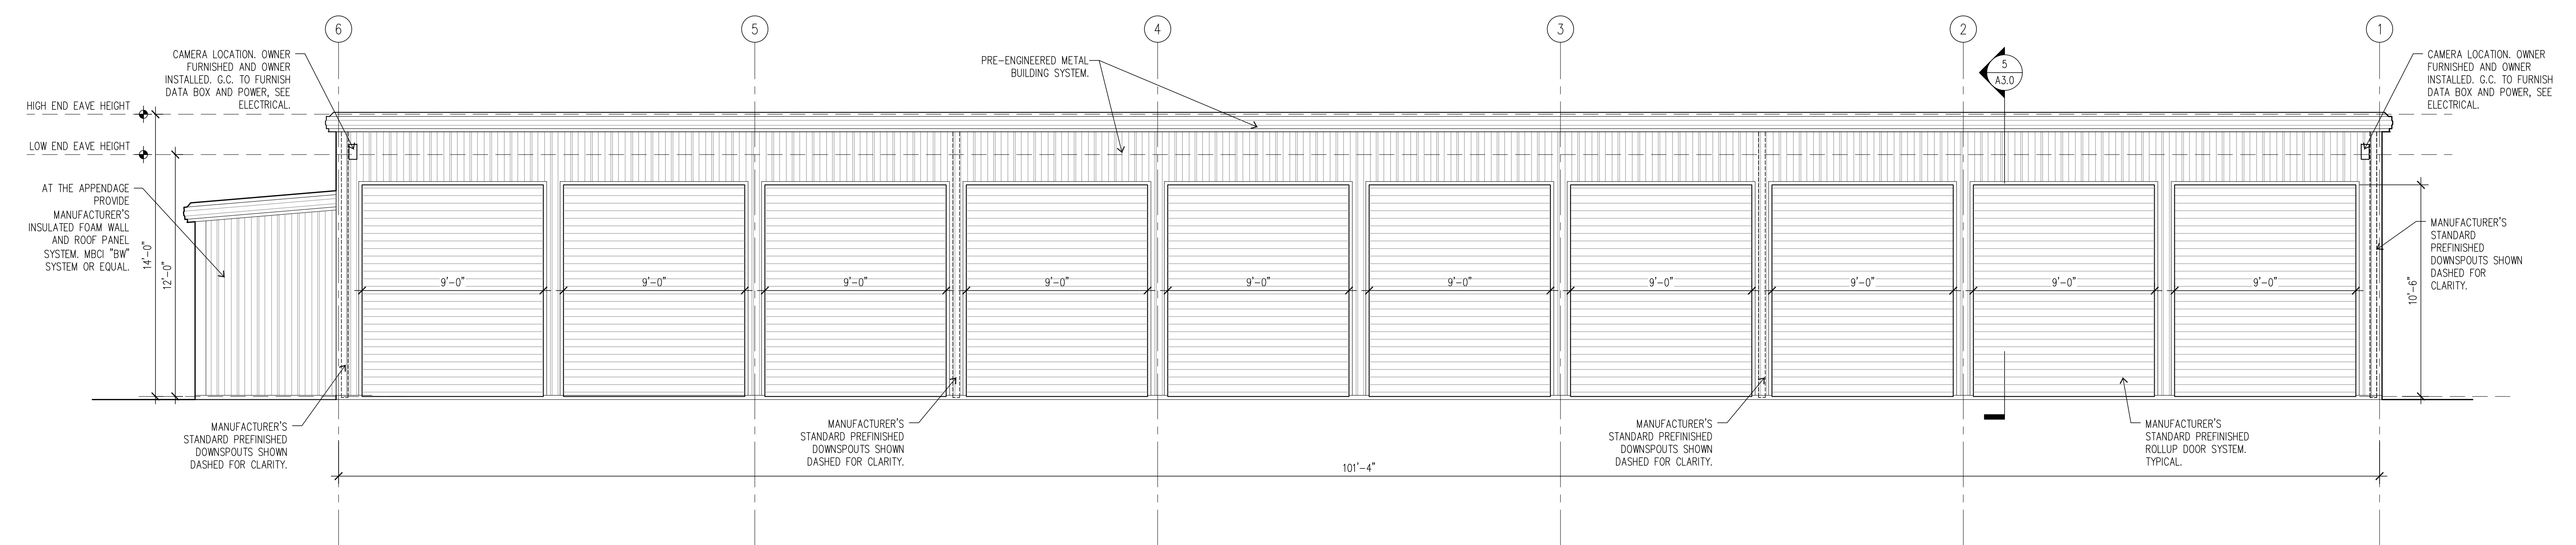 6
5
4
3
2
1
CAMERA LOCATION. OWNER
FURNISHED AND OWNER
INSTALLED. G.C. TO FURNISH
DATA BOX AND POWER, SEE
ELECTRICAL.
PRE-ENGINEERED METAL
BUILDING SYSTEM.
5
A3.0
CAMERA LOCATION. OWNER
FURNISHED AND OWNER
INSTALLED. G.C. TO FURNISH
DATA BOX AND POWER, SEE
ELECTRICAL.
HIGH END EAVE HEIGHT
LOW END EAVE HEIGHT
AT THE APPENDAGE
PROVIDE
MANUFACTURER'S
INSULATED FOAM WALL
AND ROOF PANEL
SYSTEM. MBCI "BW"
SYSTEM OR EQUAL.
14'-0"
12'-0"
9'-0"
9'-0"
9'-0"
9'-0"
9'-0"
9'-0"
9'-0"
9'-0"
9'-0"
9'-0"
10'-6"
MANUFACTURER'S
STANDARD
PREFINISHED
DOWNSPOUTS SHOWN
DASHED FOR
CLARITY.
MANUFACTURER'S
STANDARD PREFINISHED
DOWNSPOUTS SHOWN
DASHED FOR CLARITY.
MANUFACTURER'S
STANDARD PREFINISHED
DOWNSPOUTS SHOWN
DASHED FOR CLARITY.
MANUFACTURER'S
STANDARD PREFINISHED
DOWNSPOUTS SHOWN
DASHED FOR CLARITY.
MANUFACTURER'S
STANDARD PREFINISHED
ROLLUP DOOR SYSTEM.
TYPICAL.
101'-4"